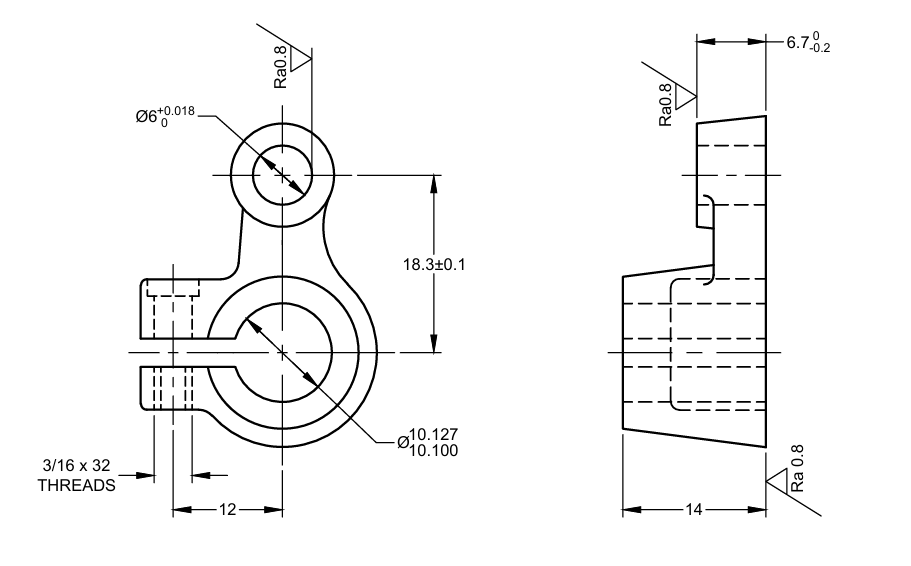 Ra0.8
6.7 0 -0.2
Ra0.8
Ø6 +0.018 0
18.3±0.1
Ø10.127
10.100
3/16 x 32
THREADS
12
14
Ra 0.8